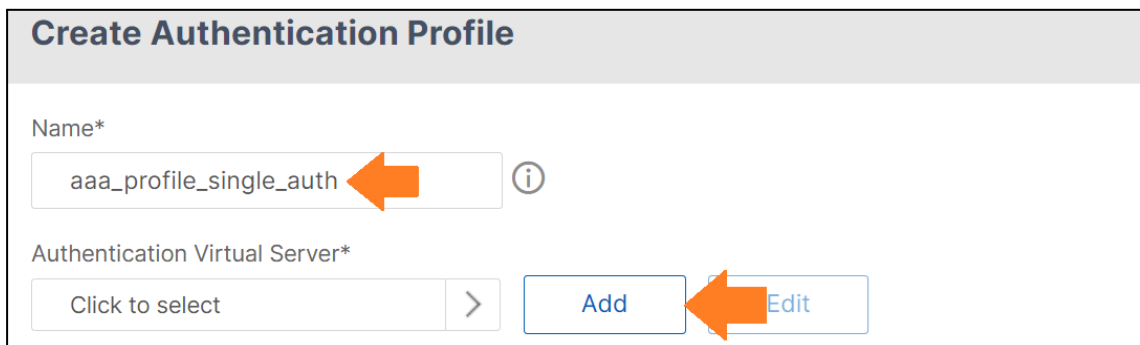 Create Authentication Profile
Name*
aaa_profile_single_auth
Authentication Virtual Server*
Click to select
Add
Edit